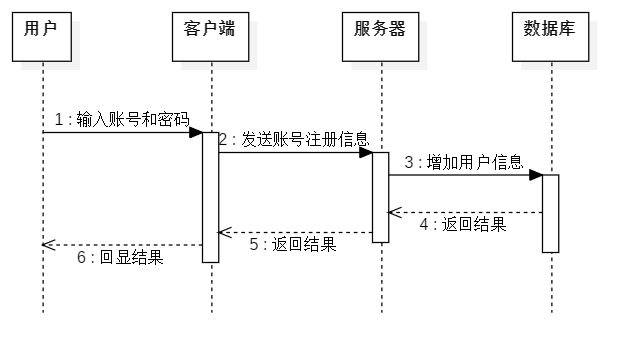 用户
客户端
服务器
数据库
1 : 输入账号和密码
2 : 发送账号注册信息
3 : 增加用户信息
4 : 返回结果
5 : 返回结果
6 : 回显结果